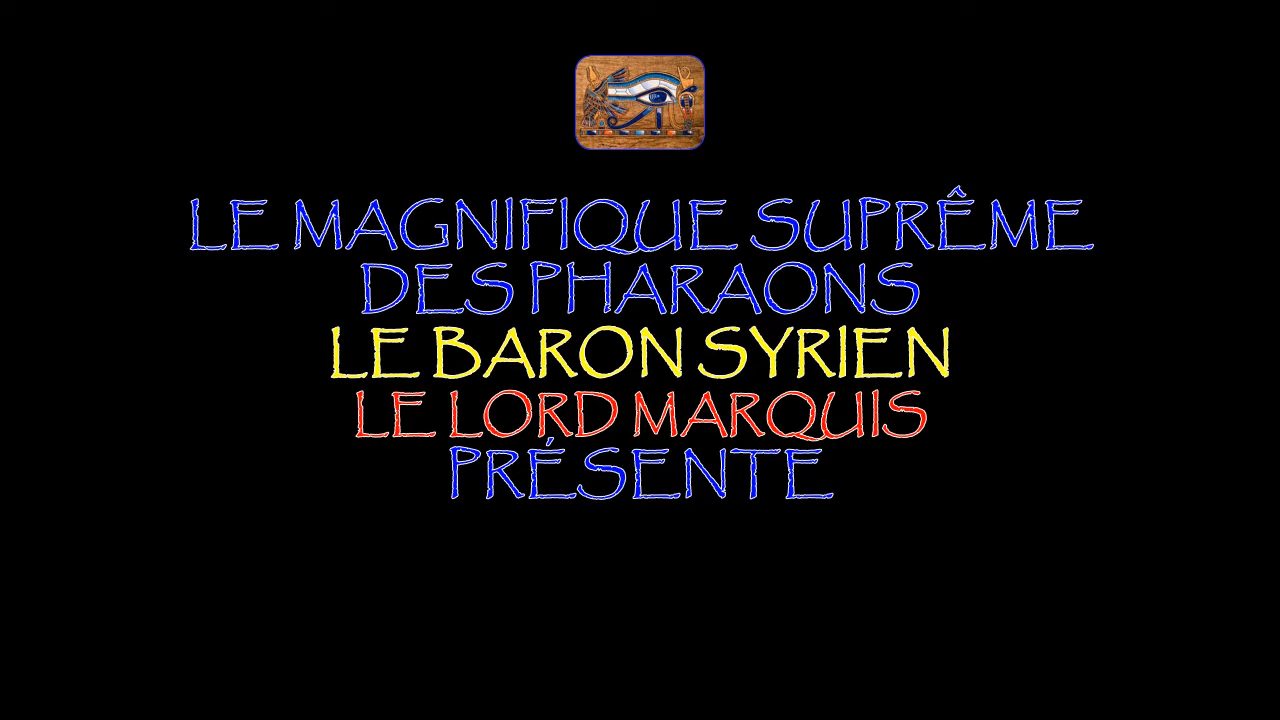 LE MAGNIFIQUE SUPRÊME
DES PHARAONS
LE BARON SYRIEN
LE LORD MARQUIS
PRÉSENTE